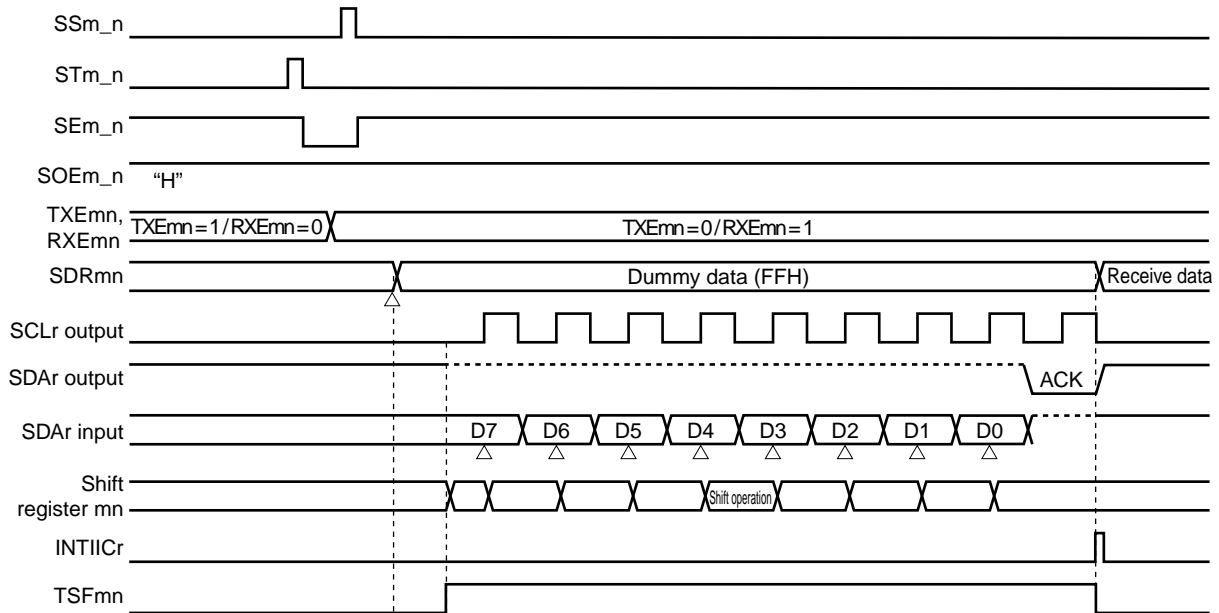 SSm_n
STm_n
SEm_n
SOEm_n "H"
TXEmn,
RXEmn
TXEmn=1/RXEmn=0
TXEmn=0/RXEmn=1
SDRmn
Dummy data (FFH)
Receive data
SCLr output
SDAr output
ACK
SDAr input
D7 D6 D5 D4 D3 D2 D1 D0
Shift
register mn
Shift operation
INTIICr
TSFmn